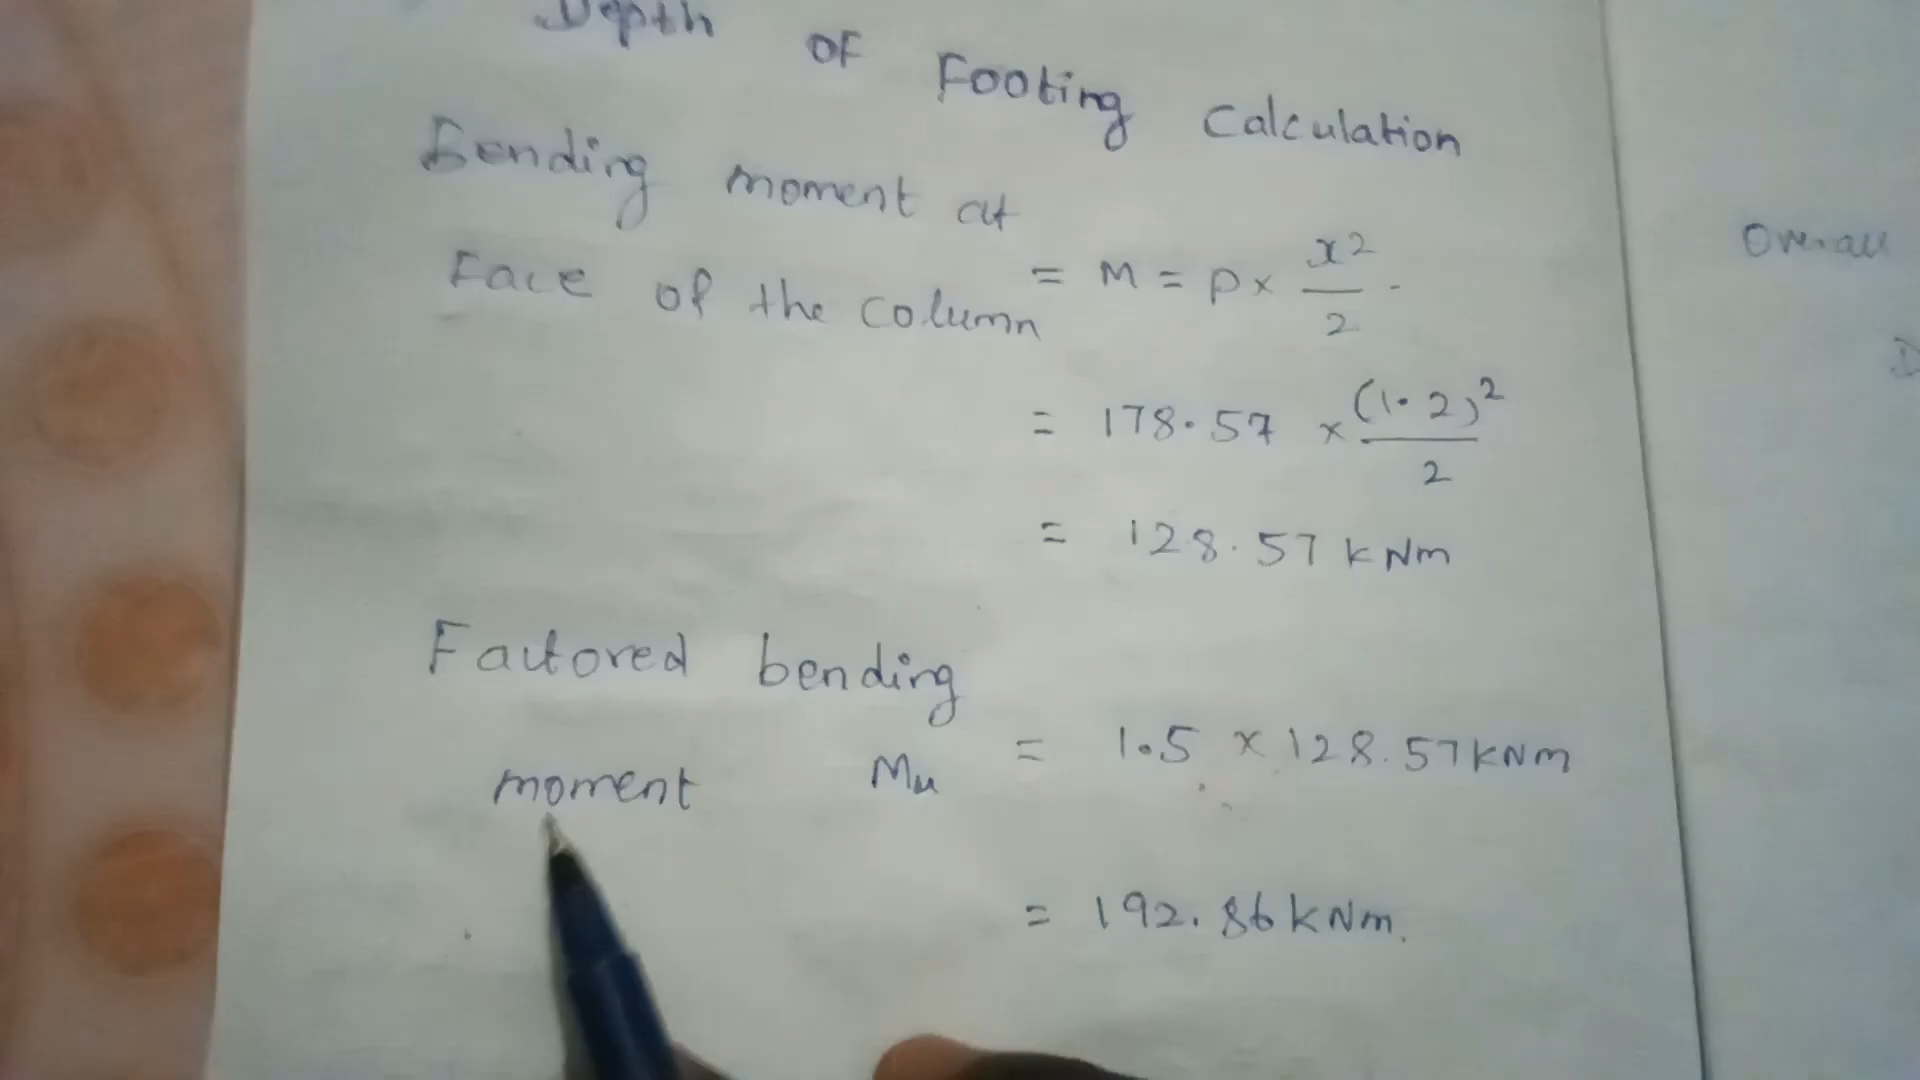 Depth OF Footing Calculation
Bending moment at
Face of the column = M = P× x²/2
= 178.57 × (1.2)²/2
= 128.57 kNm
Factored bending
moment Mu = 1.5 × 128.57 kNm
= 192.86 kNm.
Overall
D